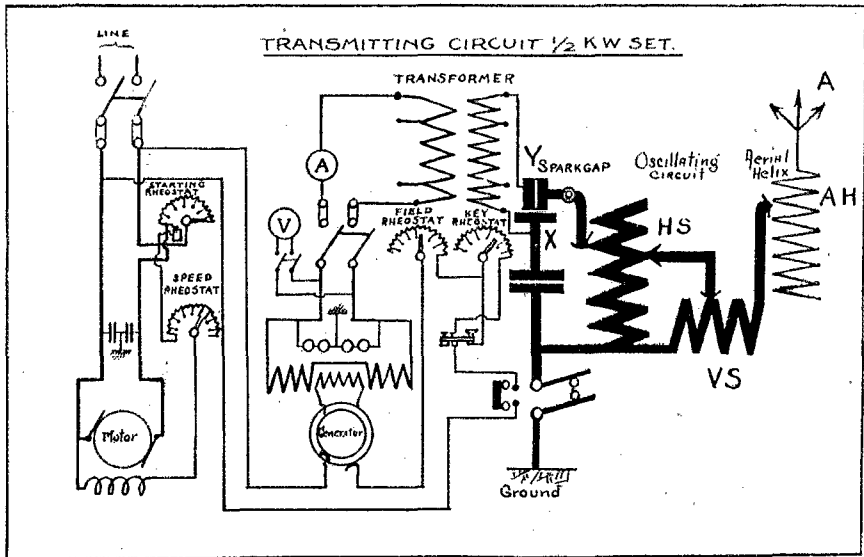 LINE
TRANSMITTING CIRCUIT ½ KW SET.
TRANSFORMER
A
A
Y
SPARKGAP
OSCILLATING
CIRCUIT
AERIAL
HELIX
AH
STARTING
RHEOSTAT
V
FIELD
RHEOSTAT
KEY
RHEOSTAT
X
HS
SPEED
RHEOSTAT
VS
Motor
Generator
Ground